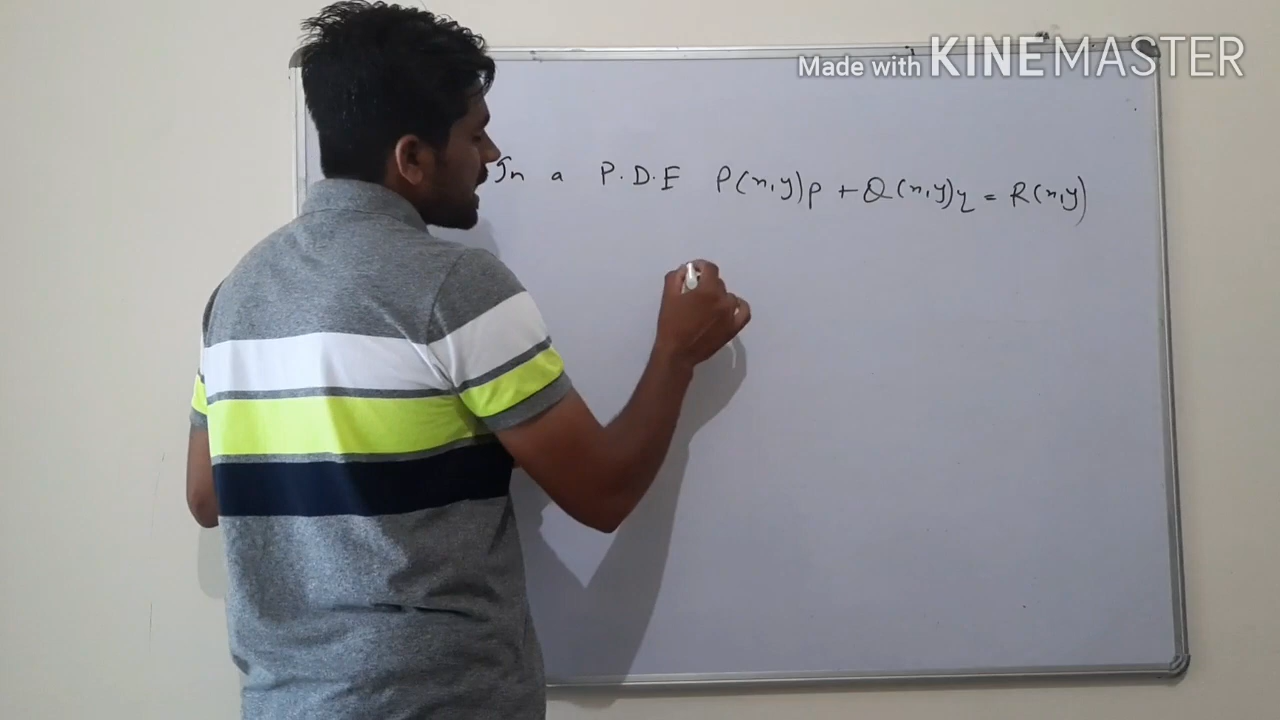 Made with KINEMASTER
In a P.D.E P(x,y)p + Q(x,y)q = R(x,y)